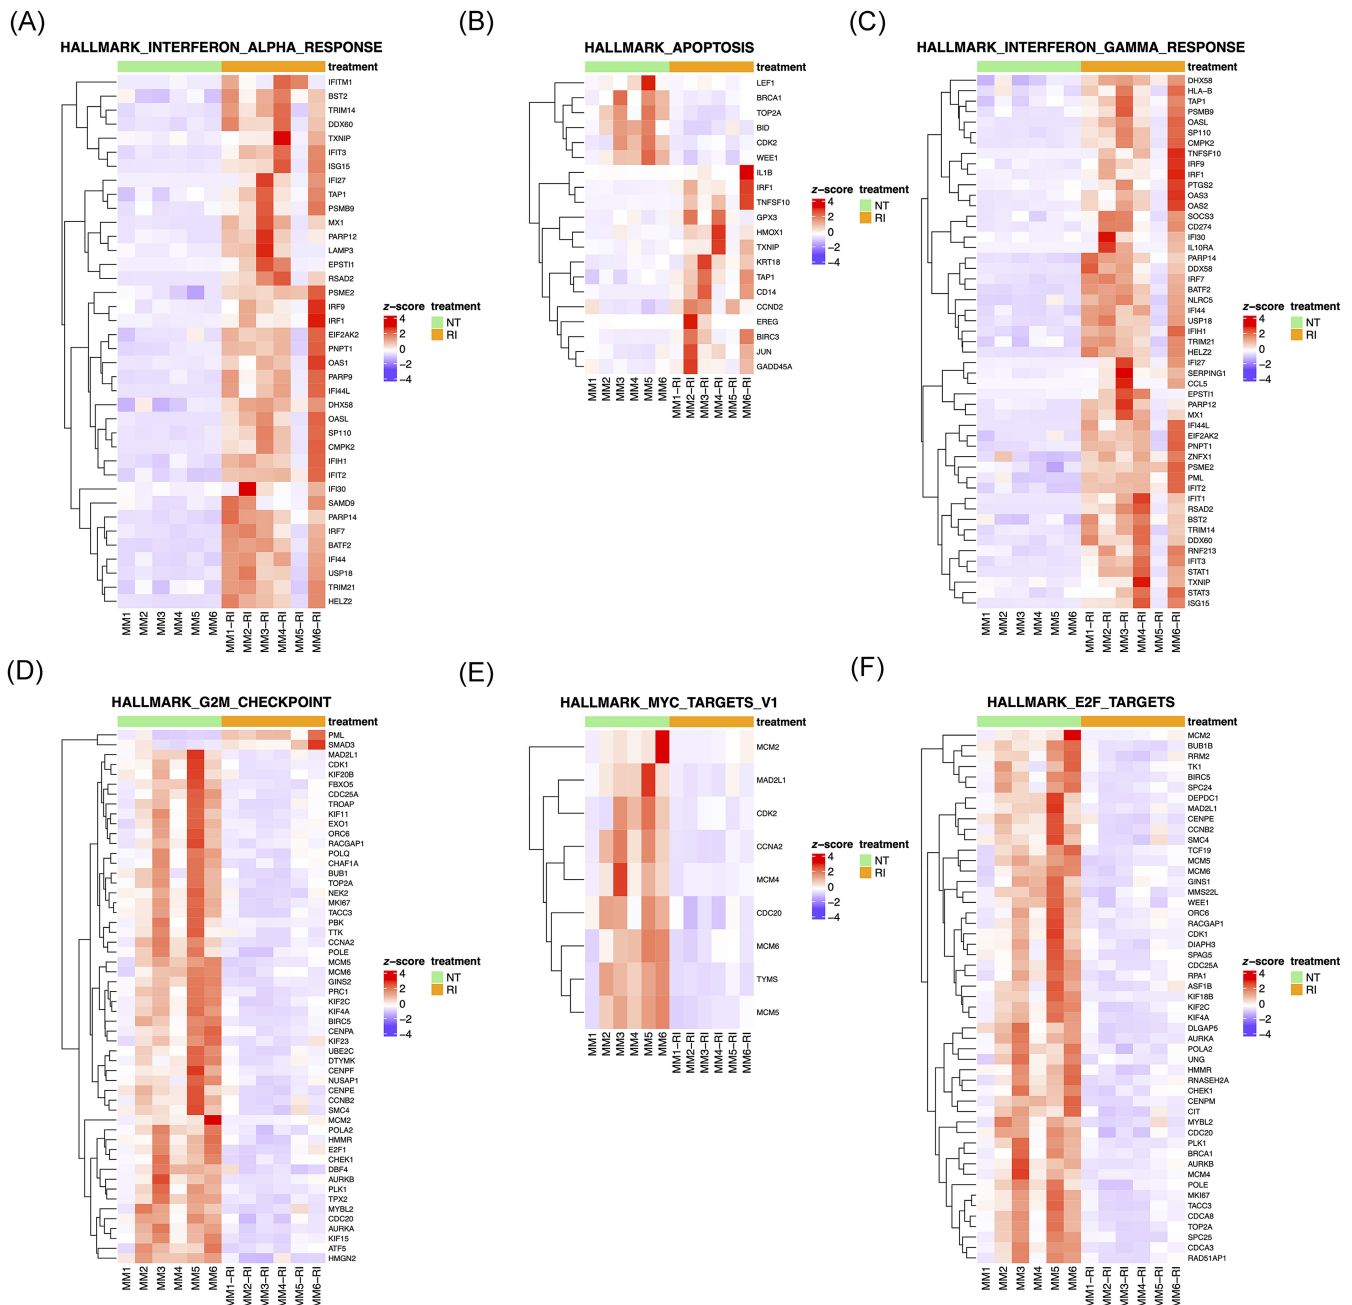 (A)
HALLMARK_INTERFERON_ALPHA_RESPONSE
treatment
IFITM1
BST2
TRIM14
DDX60
TXNIP
IFIT3
ISG15
IFI27
TAP1
PSMB9
MX1
PARP12
LAMP3
EPSTI1
RSAD2
PSME2
IRF9
IRF1
EIF2AK2
PNPT1
OAS1
PARP9
IFI44L
DHX58
OASL
SP110
CMPK2
IFIH1
IFIT2
IFI30
SAMD9
PARP14
IRF7
BATF2
IFI44
USP18
TRIM21
HELZ2
MM1 MM2 MM3 MM4 MM5 MM6 MM1-RI MM2-RI MM3-RI MM4-RI MM5-RI MM6-RI
z-score treatment
4 NT
2 RI
0
-2
-4
(B)
HALLMARK_APOPTOSIS
treatment
LEF1
BRCA1
TOP2A
BID
CDK2
WEE1
IL1B
IRF1
TNFSF10
GPX3
HMOX1
TXNIP
KRT18
TAP1
CD14
CCND2
EREG
BIRC3
JUN
GADD45A
MM1 MM2 MM3 MM4 MM5 MM6 MM1-RI MM2-RI MM3-RI MM4-RI MM5-RI MM6-RI
z-score treatment
4 NT
2 RI
0
-2
-4
(C)
HALLMARK_INTERFERON_GAMMA_RESPONSE
treatment
DHX58
HLA-B
TAP1
PSMB9
OASL
SP110
CMPK2
TNFSF10
IRF9
IRF1
PTGS2
OAS3
OAS2
SOCS3
CD274
IFI30
IL10RA
PARP14
DDX58
IRF7
BATF2
NLRC5
IFI44
USP18
IFIH1
TRIM21
HELZ2
IFI27
SERPING1
CCL5
EPSTI1
PARP12
MX1
IFI44L
EIF2AK2
PNPT1
ZNFX1
PSME2
PML
IFIT2
IFIT1
RSAD2
BST2
TRIM14
DDX60
RNF213
IFIT3
STAT1
TXNIP
STAT3
ISG15
MM1 MM2 MM3 MM4 MM5 MM6 MM1-RI MM2-RI MM3-RI MM4-RI MM5-RI MM6-RI
z-score treatment
4 NT
2 RI
0
-2
-4
(D)
HALLMARK_G2M_CHECKPOINT
treatment
PML
SMAD3
MAD2L1
CDK1
KIF20B
FBXO5
CDC25A
TROAP
KIF11
EXO1
ORC6
RACGAP1
POLQ
CHAF1A
BUB1
TOP2A
NEK2
MKI67
TACC3
PBK
TTK
CCNA2
POLE
MCM5
MCM6
GINS2
PRC1
KIF2C
KIF4A
BIRC5
CENPA
KIF23
UBE2C
DTYMK
CENPF
NUSAP1
CENPE
CCNB2
SMC4
MCM2
POLA2
HMMR
E2F1
CHEK1
DBF4
AURKB
PLK1
TPX2
MYBL2
CDC20
AURKA
KIF15
ATF5
HMGN2
MM1 MM2 MM3 MM4 MM5 MM6 MM1-RI MM2-RI MM3-RI MM4-RI MM5-RI MM6-RI
z-score treatment
4 NT
2 RI
0
-2
-4
(E)
HALLMARK_MYC_TARGETS_V1
treatment
MCM2
MAD2L1
CDK2
CCNA2
MCM4
CDC20
MCM6
TYMS
MCM5
MM1 MM2 MM3 MM4 MM5 MM6 MM1-RI MM2-RI MM3-RI MM4-RI MM5-RI MM6-RI
z-score treatment
4 NT
2 RI
0
-2
-4
(F)
HALLMARK_E2F_TARGETS
treatment
MCM2
BUB1B
RRM2
TK1
BIRC5
SPC24
DEPDC1
MAD2L1
CENPE
CCNB2
SMC4
TCF19
MCM5
MCM6
GINS1
MMS22L
WEE1
ORC6
RACGAP1
CDK1
DIAPH3
SPAG5
CDC25A
RPA1
ASF1B
KIF18B
KIF2C
KIF4A
DLGAP5
AURKA
POLA2
UNG
HMMR
RNASEH2A
CHEK1
CENPM
CIT
MYBL2
CDC20
PLK1
BRCA1
AURKB
MCM4
POLE
MKI67
TACC3
CDCA8
TOP2A
SPC25
CDCA3
RAD51AP1
MM1 MM2 MM3 MM4 MM5 MM6 MM1-RI MM2-RI MM3-RI MM4-RI MM5-RI MM6-RI
z-score treatment
4 NT
2 RI
0
-2
-4